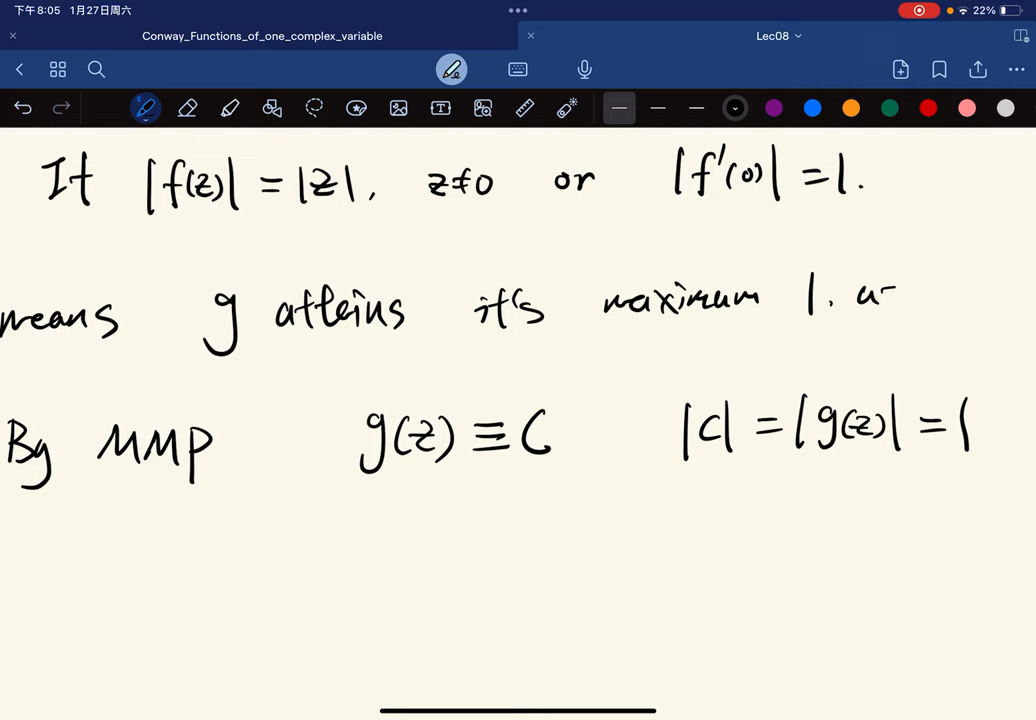 下午8:05 1月27日周六
22%
Conway_Functions_of_one_complex_variable
Lec08
If |f(z)| = |z|, z≠0 or |f'(0)| = 1.
means g atteins it's maximum 1.
By MMP g(z) ≡ C |C| = |g(z)| = 1